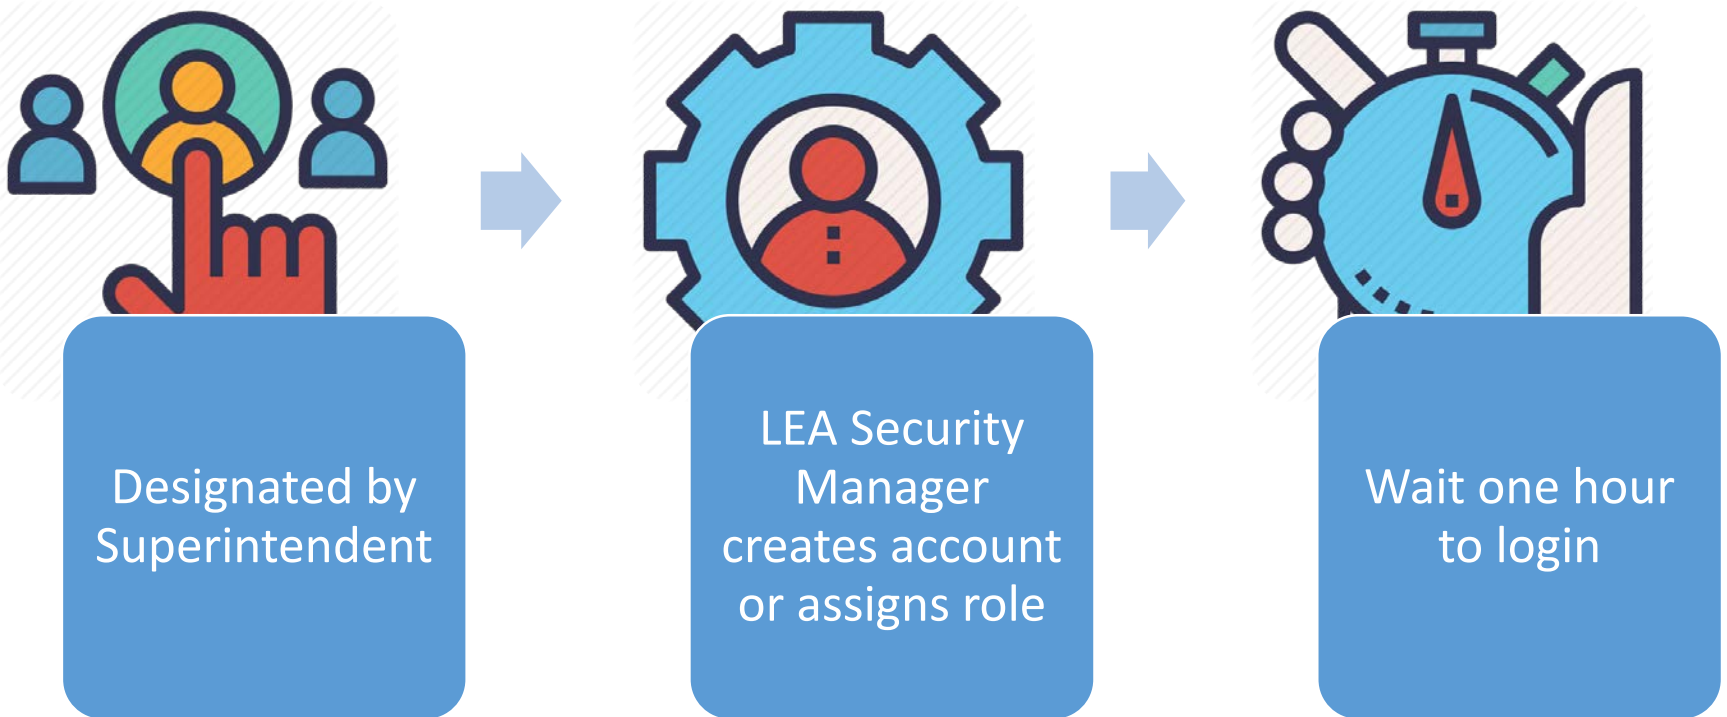 Designated by
Superintendent
LEA Security
Manager
creates account
or assigns role
Wait one hour
to login